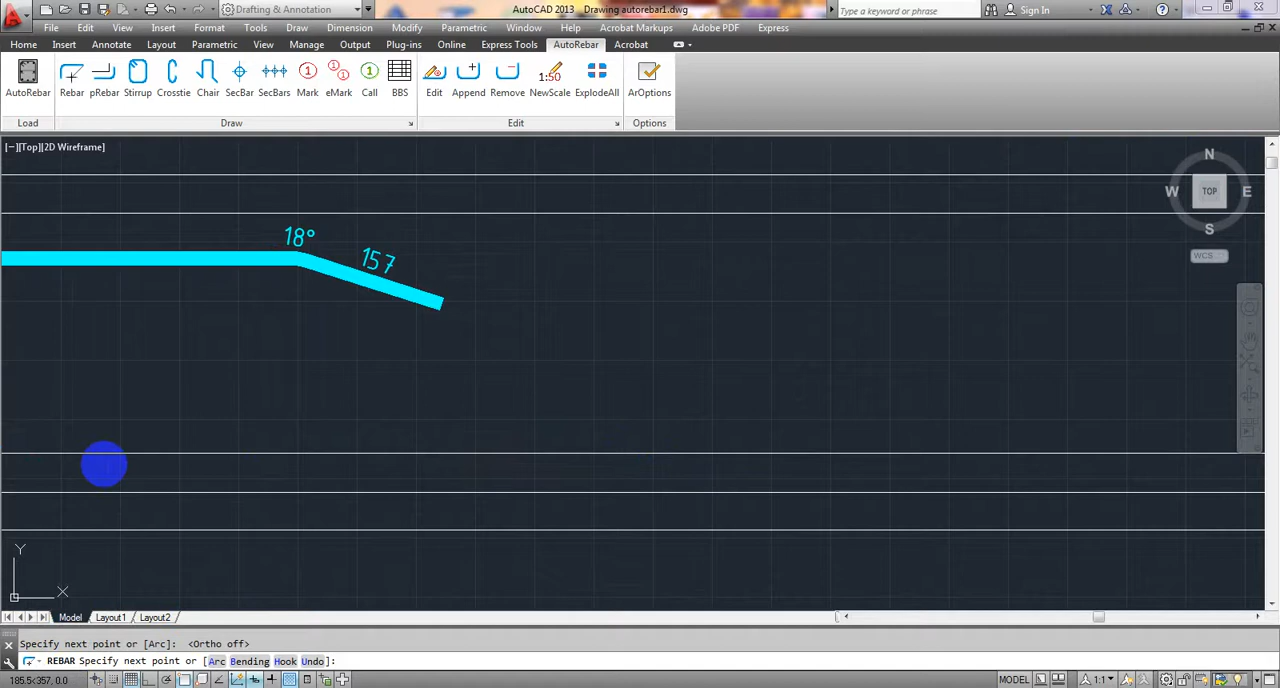 AutoCAD 2013 Drawing autorebar1.dwg
Drafting & Annotation
Type a keyword or phrase
Sign In
File Edit View Insert Format Tools Draw Dimension Modify Parametric Window Help Acrobat Markups Adobe PDF Express
Home Insert Annotate Layout Parametric View Manage Output Plug-ins Online Express Tools AutoRebar Acrobat
AutoRebar Rebar pRebar Stirrup Crosstie Chair SecBar SecBars Mark eMark Call BBS Edit Append Remove NewScale ExplodeAll ArOptions
1:50
Load Draw Edit Options
[−][Top][2D Wireframe]
N
W TOP E
S
WCS
18°
157
Y
X
Model Layout1 Layout2
Specify next point or [Arc]: <Ortho off>
REBAR Specify next point or [Arc Bending Hook Undo]:
185.5<357, 0.0
MODEL
1:1